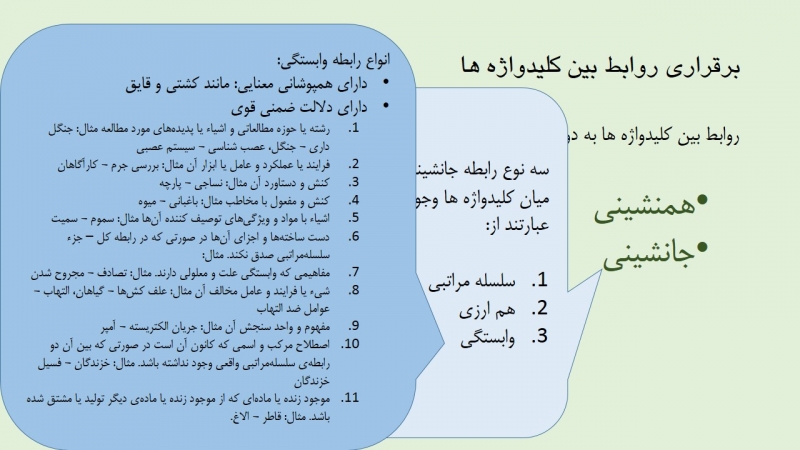 برقراری روابط بین کلیدواژه ها
روابط بین کلیدواژه ها به دو
•همنشینی
•جانشینی
سه نوع رابطه جانشینی
میان کلیدواژه ها وجو
عبارتند از:
1. سلسله مراتبی
2. هم ارزی
3. وابستگی
انواع رابطه وابستگی:
• دارای همپوشانی معنایی: مانند کشتی و قایق
• دارای دلالت ضمنی قوی
1. رشته یا حوزه مطالعاتی و اشیاء یا پدیده‌های مورد مطالعه مثال: جنگل
داری ¬ جنگل، عصب شناسی ¬ سیستم عصبی
2. فرایند یا عملکرد و عامل یا ابزار آن مثال: بررسی جرم ¬ کارآگاهان
3. کنش و دستاورد آن مثال: نساجی ¬ پارچه
4. کنش و مفعول یا مخاطب مثال: باغبانی ¬ میوه
5. اشیاء یا مواد و ویژگی‌های توصیف کننده آن‌ها مثال: سموم ¬ سمیت
6. دست ساخته‌ها و اجزای آن‌ها در صورتی که در رابطه کل – جزء
سلسله‌مراتبی صدق نکند. مثال:
7. مفاهیمی که وابستگی علت و معلولی دارند. مثال: تصادف ¬ مجروح شدن
8. شیء یا فرایند و عامل مخالف آن مثال: علف کش‌ها ¬ گیاهان، التهاب ¬
عوامل ضد التهاب
9. مفهوم و واحد سنجش آن مثال: جریان الکتریسته ¬ آمپر
10. اصطلاح مرکب و اسمی که کانون آن است در صورتی که بین آن دو
رابطه‌ی سلسله‌مراتبی واقعی وجود نداشته باشد. مثال: خزندگان ¬ فسیل
خزندگان
11. موجود زنده یا ماده‌ای که از موجود زنده یا ماده‌ی دیگر تولید یا مشتق شده
باشد. مثال: قاطر ¬ الاغ.